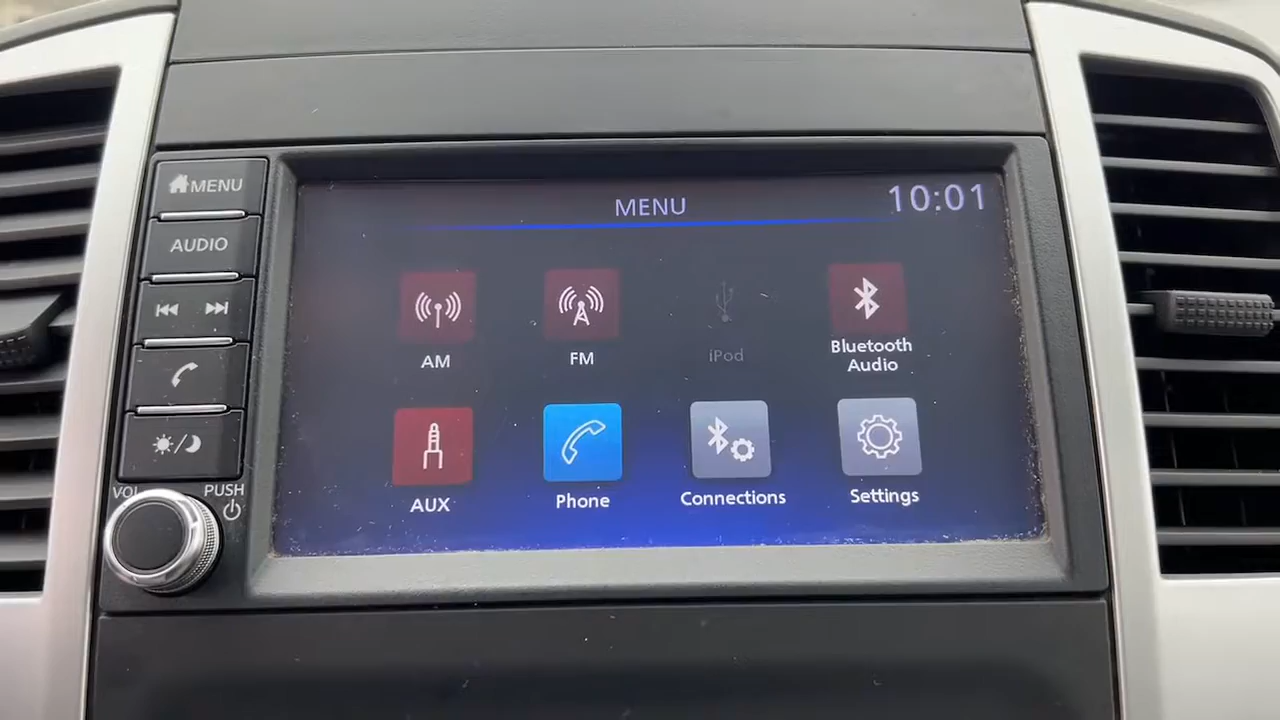 MENU
AUDIO
VOL
PUSH
MENU
10:01
AM
FM
iPod
Bluetooth
Audio
AUX
Phone
Connections
Settings